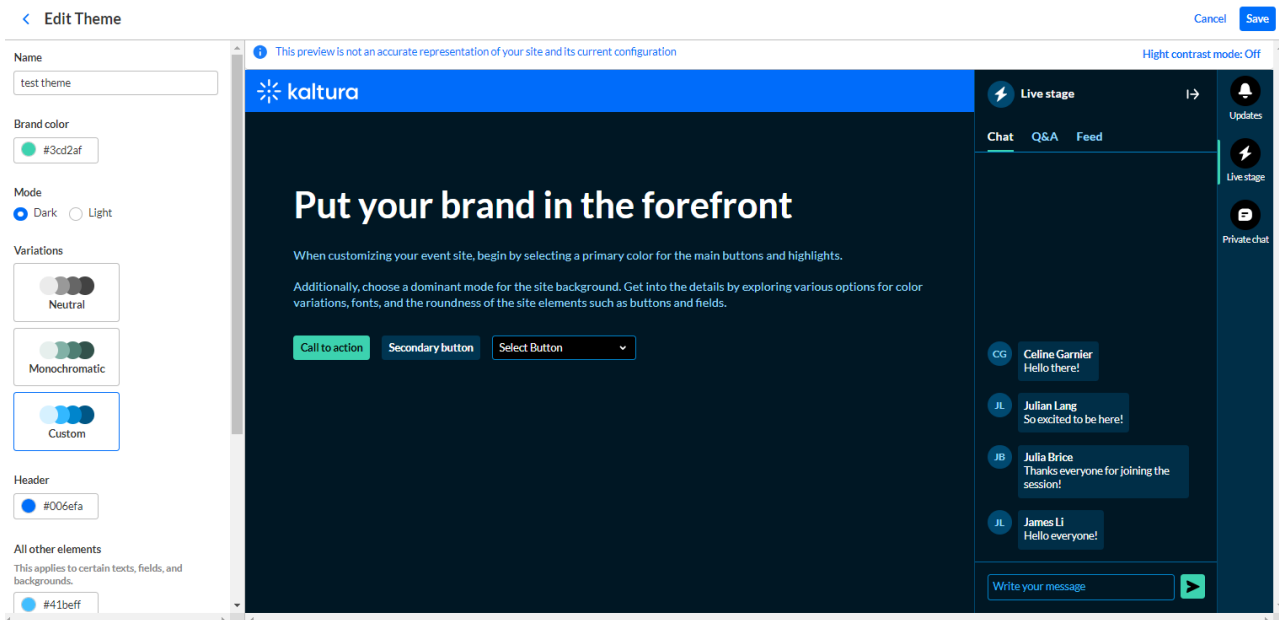 Edit Theme
Cancel
Save
Name
test theme
Brand color
#3cd2af
Mode
Dark
Light
Variations
Neutral
Monochromatic
Custom
Header
#006efa
All other elements
This applies to certain texts, fields, and
backgrounds.
#41beff
This preview is not an accurate representation of your site and its current configuration
Hight contrast mode: Off
kaltura
Put your brand in the forefront
When customizing your event site, begin by selecting a primary color for the main buttons and highlights.
Additionally, choose a dominant mode for the site background. Get into the details by exploring various options for color
variations, fonts, and the roundness of the site elements such as buttons and fields.
Call to action
Secondary button
Select Button
Live stage
Chat
Q&A
Feed
CG
Celine Garnier
Hello there!
JL
Julian Lang
So excited to be here!
JB
Julia Brice
Thanks everyone for joining the
session!
JL
James Li
Hello everyone!
Write your message
Updates
Live stage
Private chat